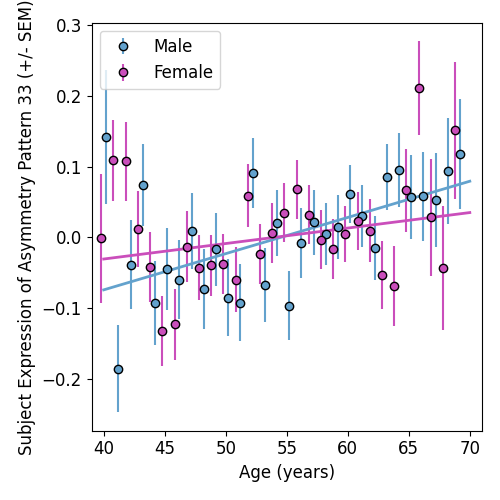 Subject Expression of Asymmetry Pattern 33 (+/- SEM)
0.3
0.2
0.1
0.0
−0.1
−0.2
Male
Female
40 45 50 55 60 65 70
Age (years)